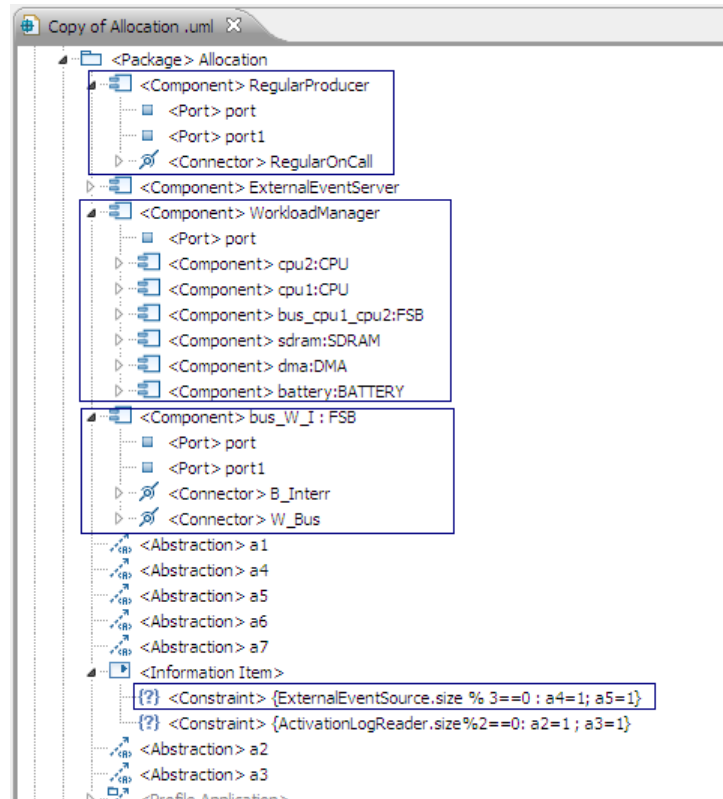 Copy of Allocation .uml
<Package> Allocation
<Component> RegularProducer
<Port> port
<Port> port1
<Connector> RegularOnCall
<Component> ExternalEventServer
<Component> WorkloadManager
<Port> port
<Component> cpu2:CPU
<Component> cpu1:CPU
<Component> bus_cpu1_cpu2:FSB
<Component> sdram:SDRAM
<Component> dma:DMA
<Component> battery:BATTERY
<Component> bus_W_I : FSB
<Port> port
<Port> port1
<Connector> B_Interr
<Connector> W_Bus
<Abstraction> a1
<Abstraction> a4
<Abstraction> a5
<Abstraction> a6
<Abstraction> a7
<Information Item>
{?} <Constraint> {ExternalEventSource.size % 3==0 : a4=1; a5=1}
{?} <Constraint> {ActivationLogReader.size%2==0: a2=1 ; a3=1}
<Abstraction> a2
<Abstraction> a3
<Profile Application>